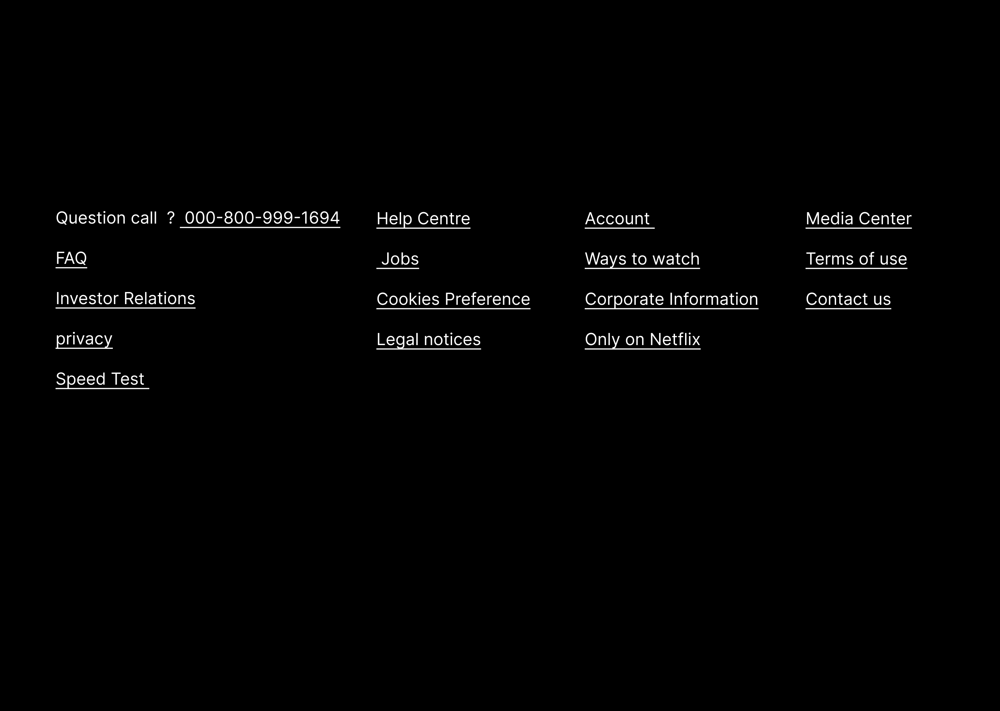 Question call  ?  000-800-999-1694
FAQ
Investor Relations
privacy
Speed Test
Help Centre
Jobs
Cookies Preference
Legal notices
Account
Ways to watch
Corporate Information
Only on Netflix
Media Center
Terms of use
Contact us